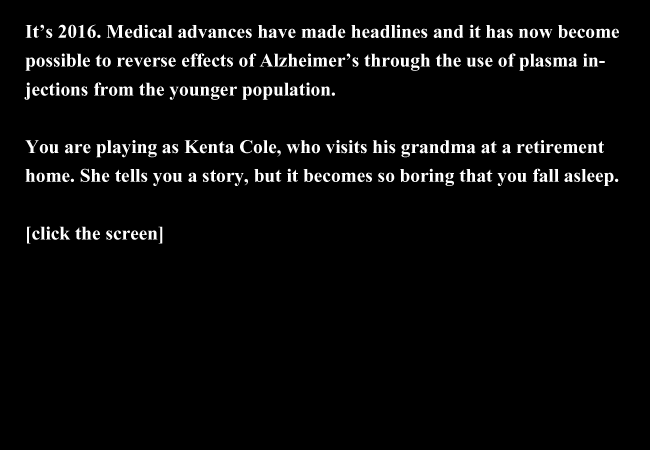 It’s 2016. Medical advances have made headlines and it has now become
possible to reverse effects of Alzheimer’s through the use of plasma in-
jections from the younger population.
You are playing as Kenta Cole, who visits his grandma at a retirement
home. She tells you a story, but it becomes so boring that you fall asleep.
[click the screen]